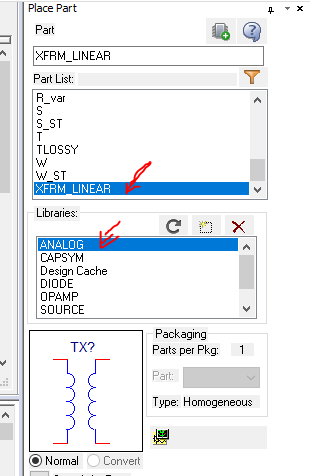 Place Part
Part
XFRM_LINEAR
Part List:
R_var
S
S_ST
T
TLOSSY
W
W_ST
XFRM_LINEAR
Libraries:
ANALOG
CAPSYM
Design Cache
DIODE
OPAMP
SOURCE
TX?
Packaging
Parts per Pkg: 1
Part:
Type: Homogeneous
Normal Convert